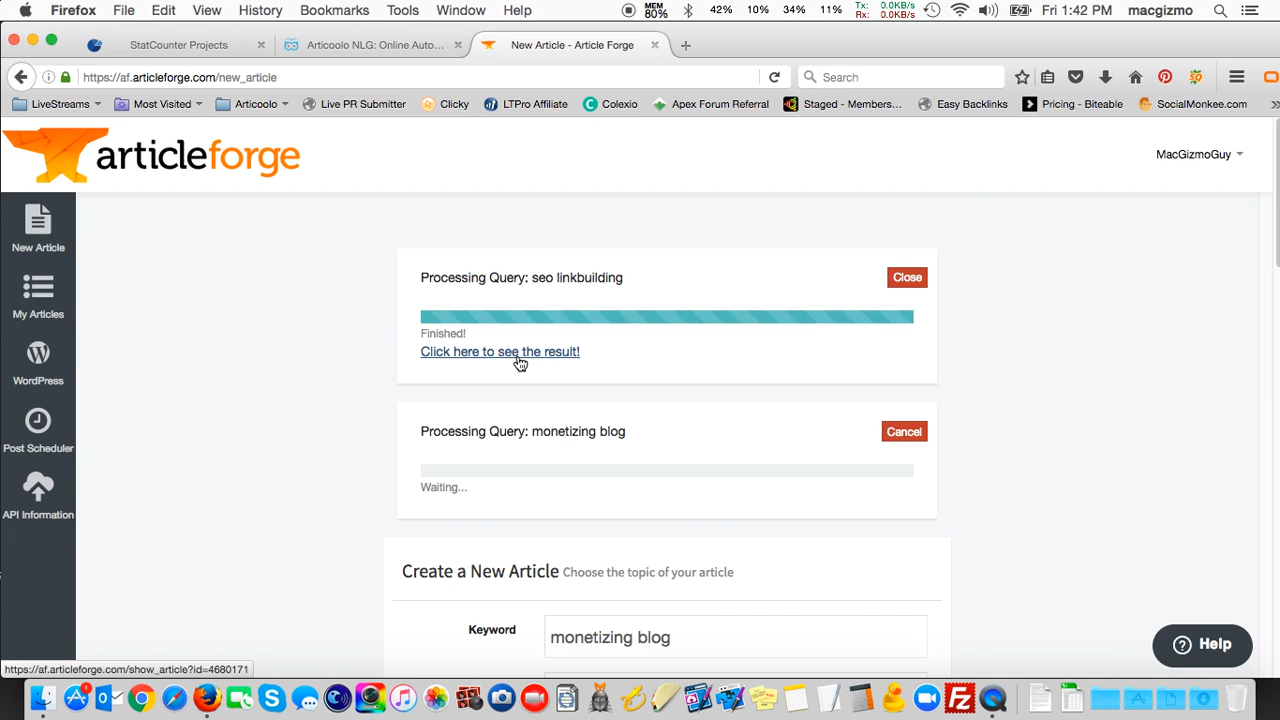 Firefox File Edit View History Bookmarks Tools Window Help MEM 80% 42% 10% 34% 11% Tx: 0.0KB/s Rx: 0.0KB/s Fri 1:42 PM macgizmo
StatCounter Projects Articoolo NLG: Online Auto... New Article - Article Forge
https://af.articleforge.com/new_article Search
LiveStreams Most Visited Articoolo Live PR Submitter Clicky LTPro Affiliate Colexio Apex Forum Referral Staged - Members... Easy Backlinks Pricing - Biteable SocialMonkee.com
articleforge
MacGizmoGuy
New Article
My Articles
WordPress
Post Scheduler
API Information
Processing Query: seo linkbuilding Close
Finished!
Click here to see the result!
Processing Query: monetizing blog Cancel
Waiting...
Create a New Article Choose the topic of your article
Keyword monetizing blog
Help
https://af.articleforge.com/show_article?id=4680171